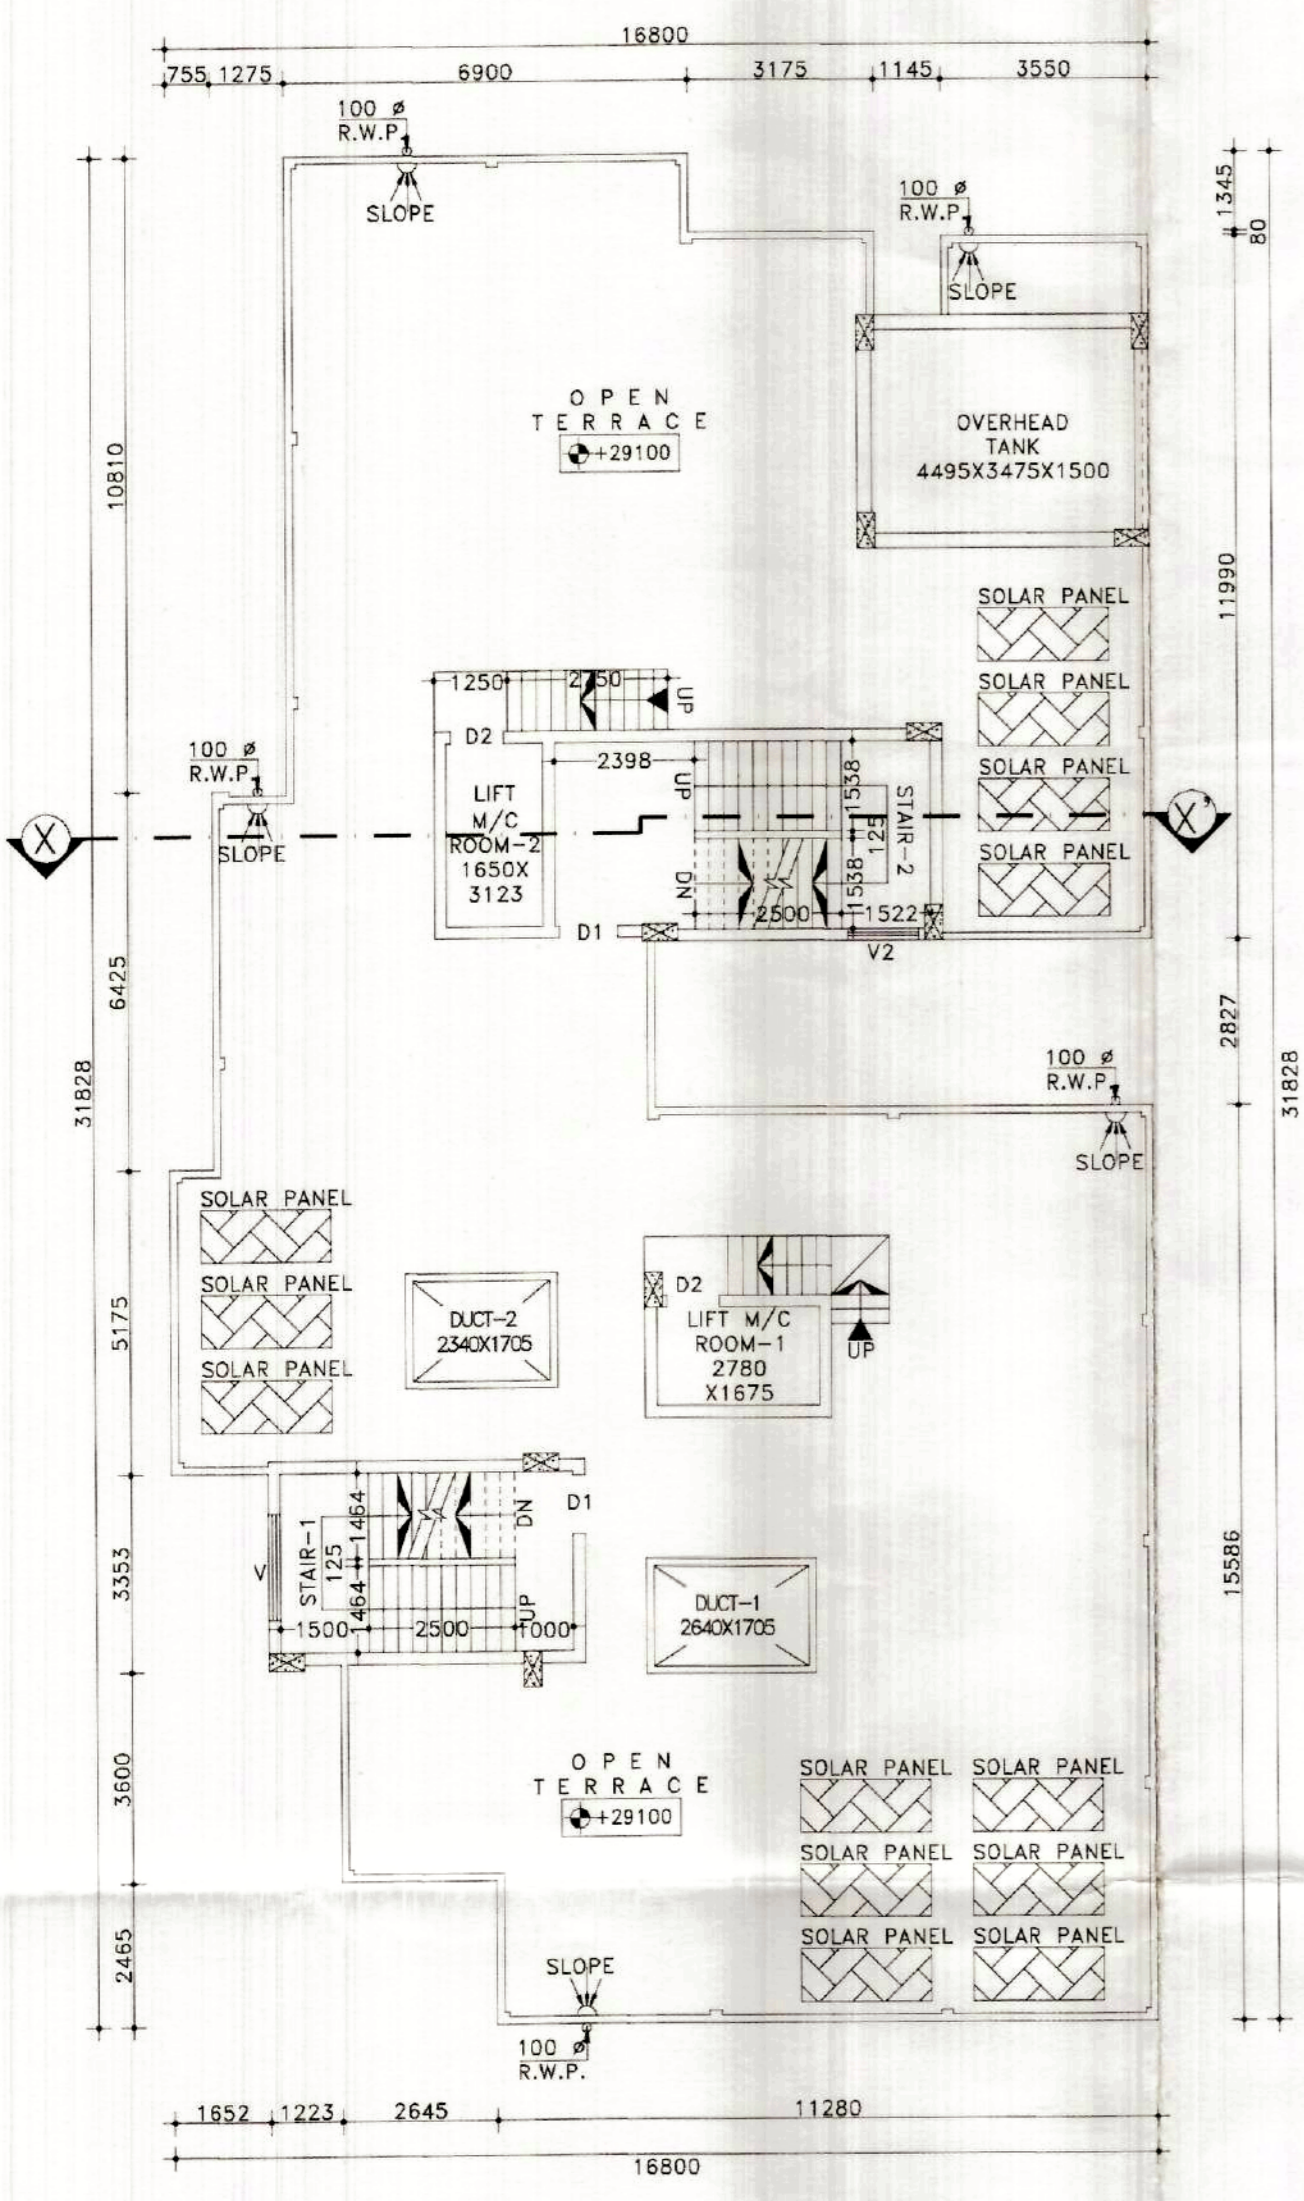 16800
755 1275 6900 3175 1145 3550
100 ø
R.W.P.
SLOPE
100 ø
R.W.P.
SLOPE
1345
80
OPEN
TERRACE
+29100
OVERHEAD
TANK
4495X3475X1500
10810
11990
SOLAR PANEL
SOLAR PANEL
SOLAR PANEL
SOLAR PANEL
1250 2750
UP
D2
2398
UP
1538
100 ø
R.W.P.
SLOPE
LIFT
M/C
ROOM-2
1650X
3123
X
X'
125
STAIR-2
DN
1538
2500 1522
D1
V2
6425
2827
31828
31828
100 ø
R.W.P.
SLOPE
SOLAR PANEL
SOLAR PANEL
SOLAR PANEL
5175
DUCT-2
2340X1705
D2
LIFT M/C
ROOM-1
2780
X1675
UP
1464
DN
D1
STAIR-1
125
V
3353
1464
UP
1500 2500 1000
DUCT-1
2640X1705
15586
OPEN
TERRACE
+29100
3600
SOLAR PANEL SOLAR PANEL
SOLAR PANEL SOLAR PANEL
SOLAR PANEL SOLAR PANEL
2465
SLOPE
100 ø
R.W.P.
1652 1223 2645 11280
16800